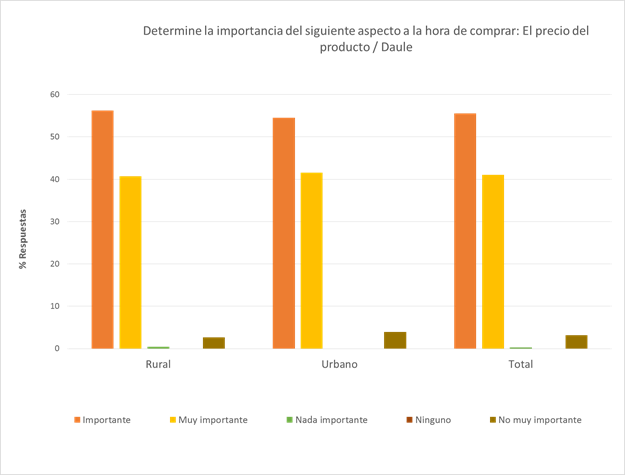 Determine la importancia del siguiente aspecto a la hora de comprar: El precio del
producto / Daule
60
50
40
30
20
10
0
% Respuestas
Rural Urbano Total
Importante Muy importante Nada importante Ninguno No muy importante